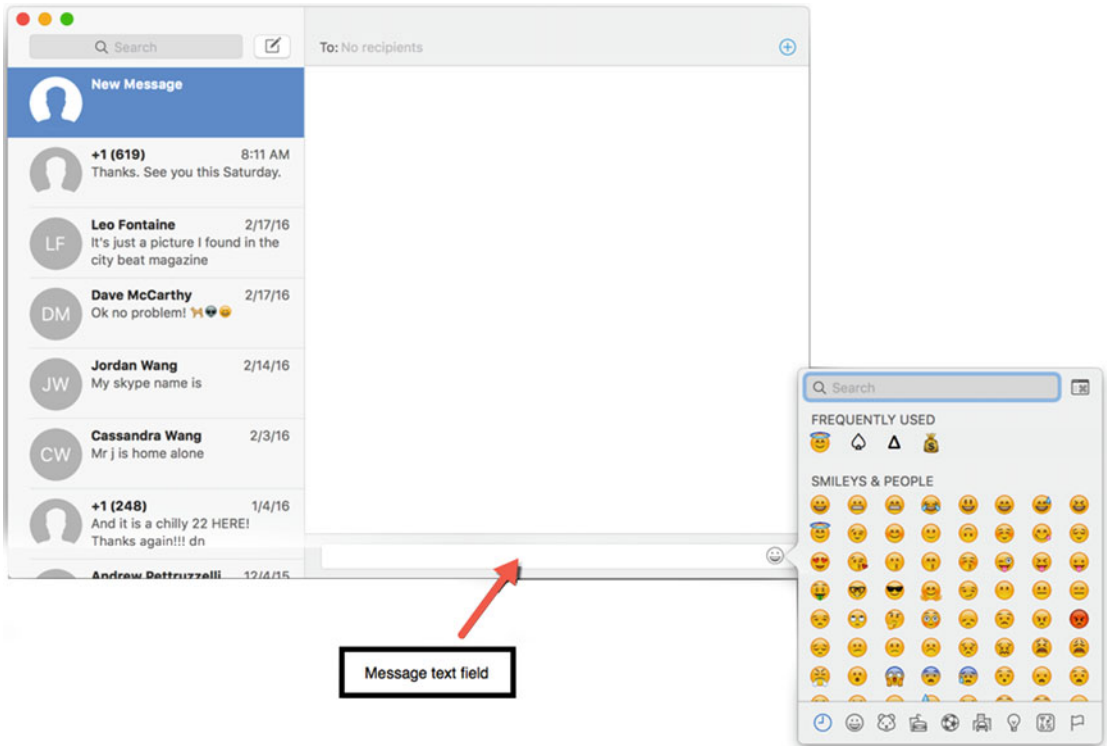 Search
To: No recipients
New Message
+1 (619) 8:11 AM
Thanks. See you this Saturday.
LF
Leo Fontaine 2/17/16
It's just a picture I found in the
city beat magazine
DM
Dave McCarthy 2/17/16
Ok no problem!
JW
Jordan Wang 2/14/16
My skype name is
CW
Cassandra Wang 2/3/16
Mr j is home alone
+1 (248) 1/4/16
And it is a chilly 22 HERE!
Thanks again!!! dn
Andrew Pettruzzelli 12/4/15
Message text field
Search
FREQUENTLY USED
SMILEYS & PEOPLE